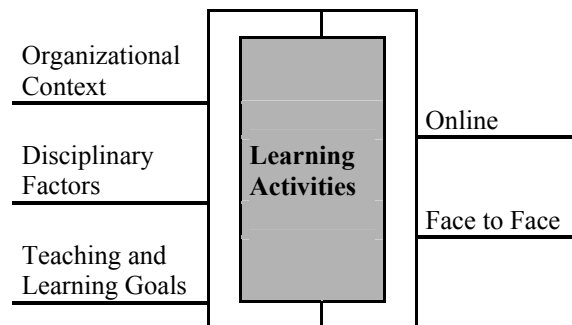 Organizational
Context
Disciplinary
Factors
Teaching and
Learning Goals
Learning
Activities
Online
Face to Face